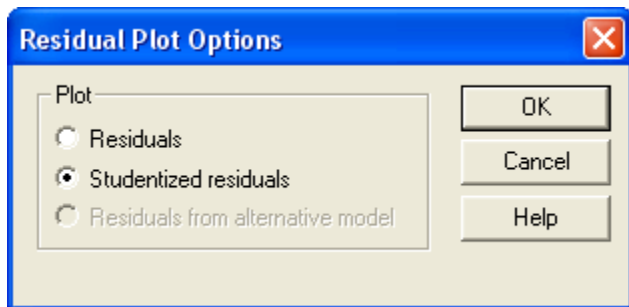 Residual Plot Options
Plot
Residuals
Studentized residuals
Residuals from alternative model
OK
Cancel
Help